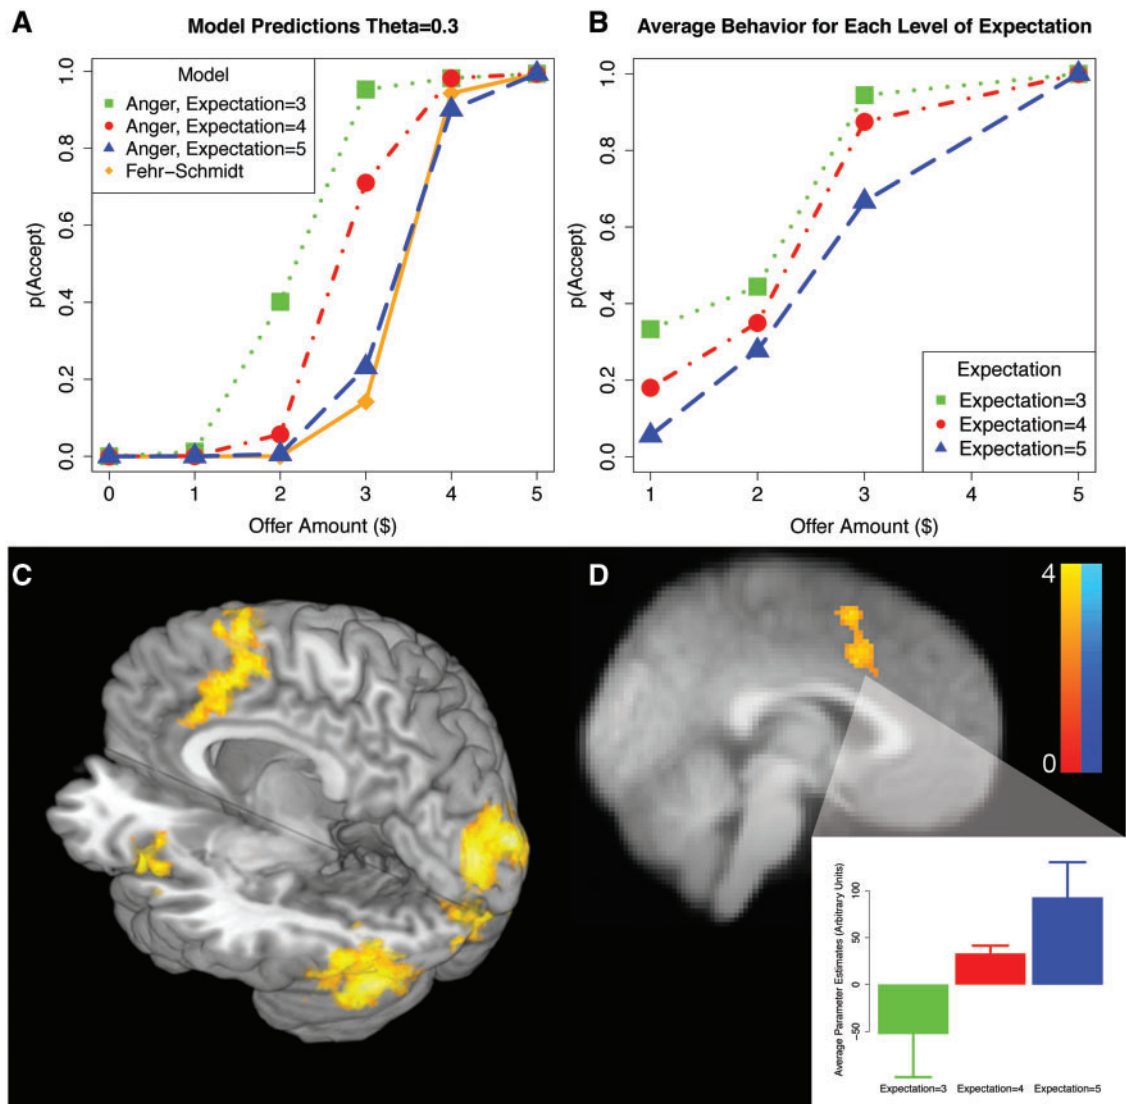 A
Model Predictions Theta=0.3
Model
Anger, Expectation=3
Anger, Expectation=4
Anger, Expectation=5
Fehr−Schmidt
p(Accept)
0.0 0.2 0.4 0.6 0.8 1.0
0 1 2 3 4 5
Offer Amount ($)
B
Average Behavior for Each Level of Expectation
p(Accept)
0.0 0.2 0.4 0.6 0.8 1.0
Expectation
Expectation=3
Expectation=4
Expectation=5
1 2 3 4 5
Offer Amount ($)
C
D
4
0
Average Parameter Estimates (Arbitrary Units)
−50 0 50 100
Expectation=3 Expectation=4 Expectation=5